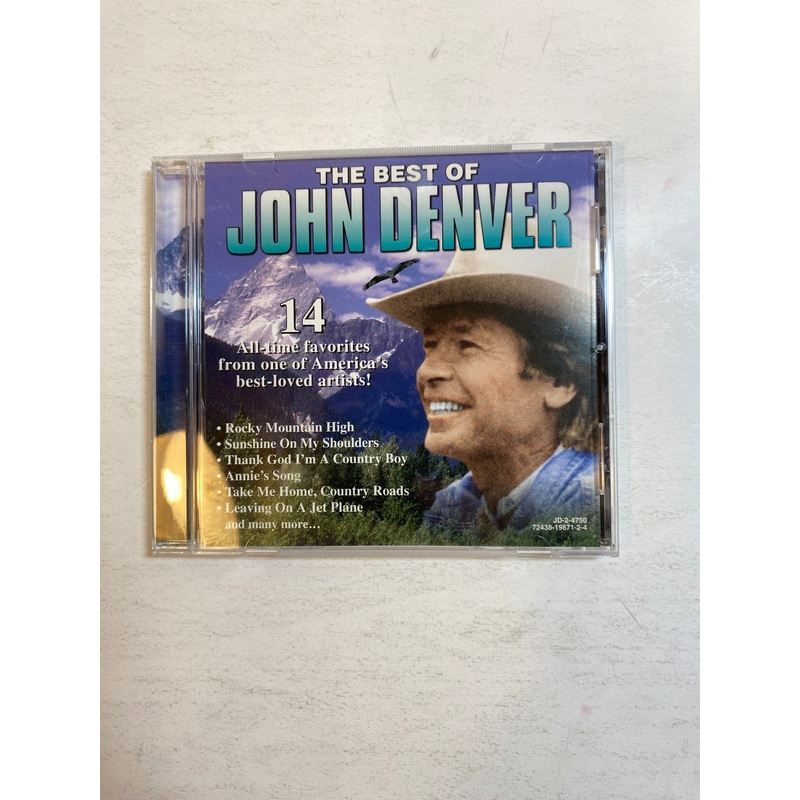 THE BEST OF
JOHN DENVER
14
All-time favorites
from one of America's
best-loved artists!
• Rocky Mountain High
• Sunshine On My Shoulders
• Thank God I'm A Country Boy
• Annie's Song
• Take Me Home, Country Roads
• Leaving On A Jet Plane
and many more...
JD-2-4750
72438-19871-2-4